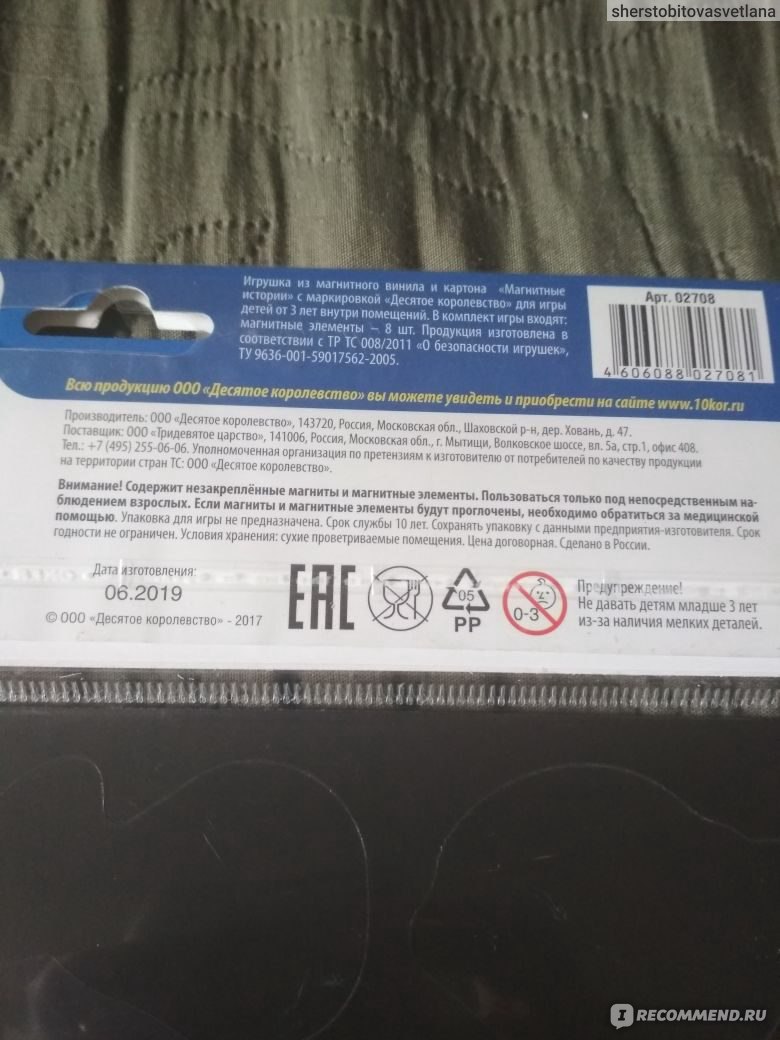 sherstobitovasvetlana
Игрушка из магнитного винила и картона «Магнитные
истории» с маркировкой «Десятое королевство» для игры
детей от 3 лет внутри помещений. В комплект игры входят:
магнитные элементы – 8 шт. Продукция изготовлена в
соответствии с ТР ТС 008/2011 «О безопасности игрушек»,
ТУ 9636-001-59017562-2005.
Арт. 02708
4 606088 027081
Всю продукцию ООО «Десятое королевство» вы можете увидеть и приобрести на сайте www.10kor.ru
Производитель: ООО «Десятое королевство», 143720, Россия, Московская обл., Шаховской р-н, дер. Ховань, д. 47.
Поставщик: ООО «Тридевятое царство», 141006, Россия, Московская обл., г. Мытищи, Волковское шоссе, вл. 5а, стр.1, офис 408.
Тел.: +7 (495) 255-06-06. Уполномоченная организация по претензиям к изготовителю от потребителей по качеству продукции
на территории стран ТС: ООО «Десятое королевство».
Внимание! Содержит незакреплённые магниты и магнитные элементы. Пользоваться только под непосредственным на-
блюдением взрослых. Если магниты и магнитные элементы будут проглочены, необходимо обратиться за медицинской
помощью. Упаковка для игры не предназначена. Срок службы 10 лет. Сохранять упаковку с данными предприятия-изготовителя. Срок
годности не ограничен. Условия хранения: сухие проветриваемые помещения. Цена договорная. Сделано в России.
Дата изготовления:
06.2019
© ООО «Десятое королевство» - 2017
EAC
05
PP
0-3
Предупреждение!
Не давать детям младше 3 лет
из-за наличия мелких деталей.
I RECOMMEND.RU